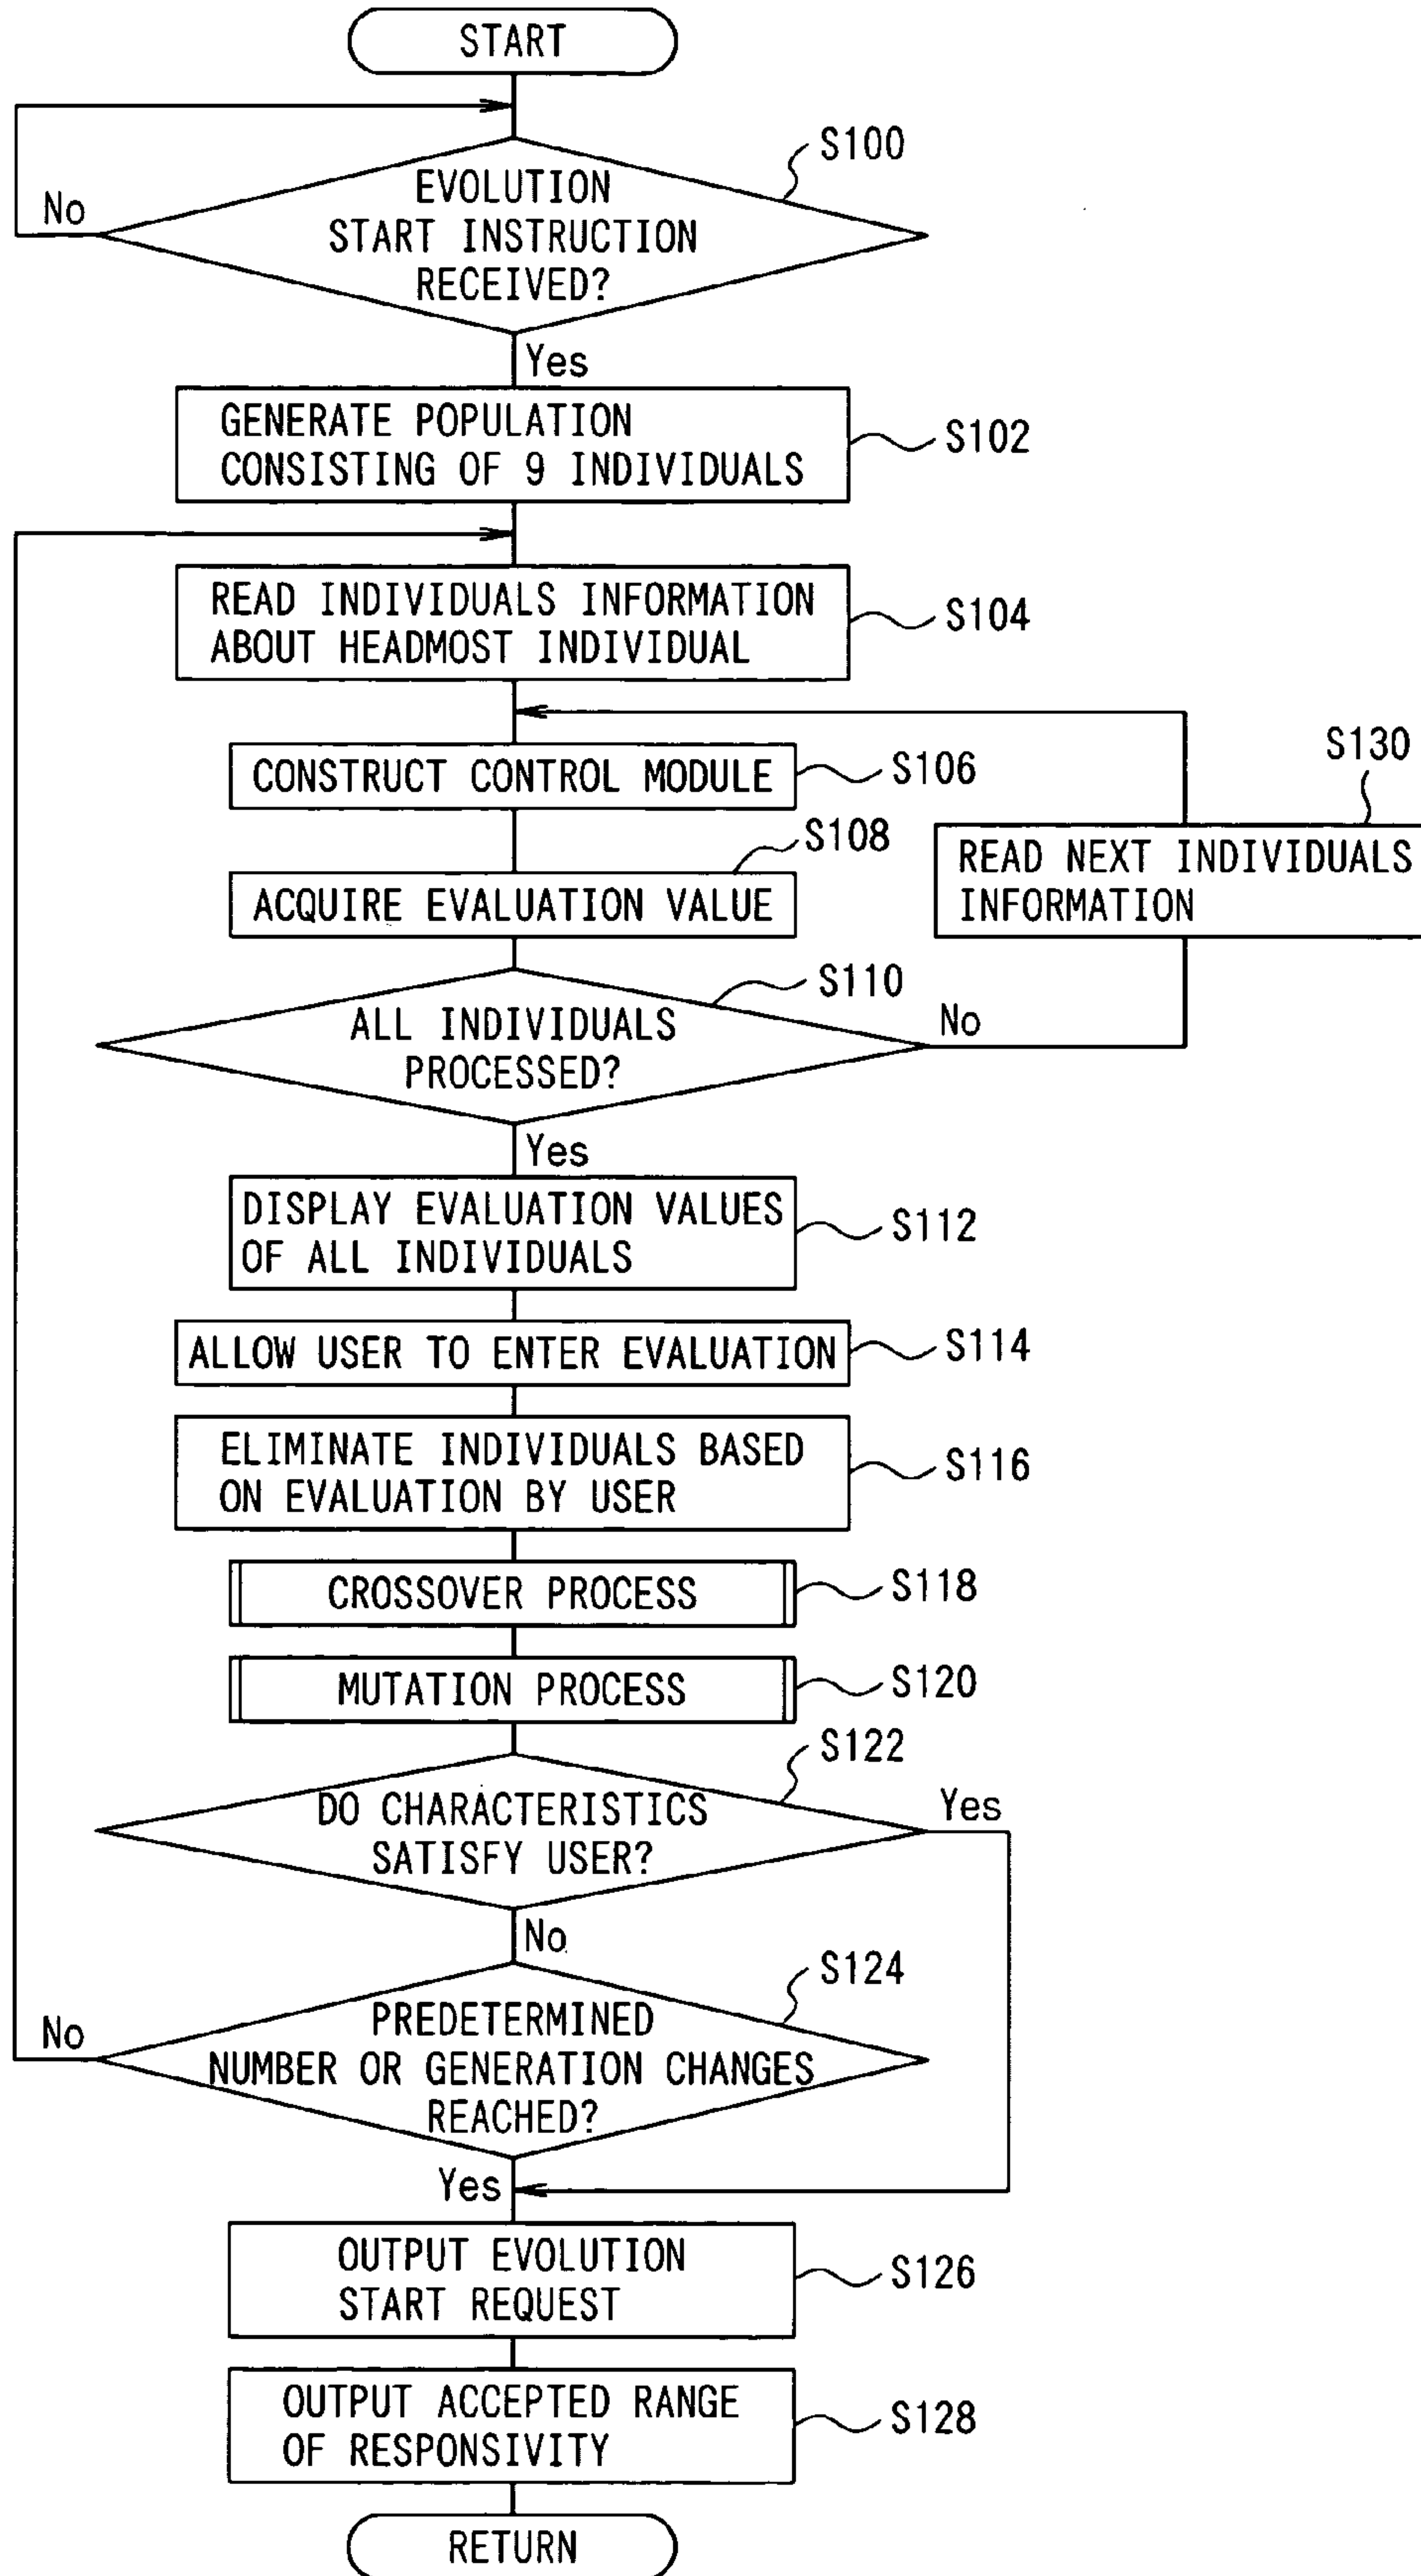 START
S100
EVOLUTION
START INSTRUCTION
RECEIVED?
No
Yes
GENERATE POPULATION
CONSISTING OF 9 INDIVIDUALS
S102
READ INDIVIDUALS INFORMATION
ABOUT HEADMOST INDIVIDUAL
S104
CONSTRUCT CONTROL MODULE
S106
S130
READ NEXT INDIVIDUALS
INFORMATION
S108
ACQUIRE EVALUATION VALUE
S110
ALL INDIVIDUALS
PROCESSED?
No
Yes
DISPLAY EVALUATION VALUES
OF ALL INDIVIDUALS
S112
ALLOW USER TO ENTER EVALUATION
S114
ELIMINATE INDIVIDUALS BASED
ON EVALUATION BY USER
S116
CROSSOVER PROCESS
S118
MUTATION PROCESS
S120
S122
DO CHARACTERISTICS
SATISFY USER?
Yes
No
S124
PREDETERMINED
NUMBER OR GENERATION CHANGES
REACHED?
No
Yes
OUTPUT EVOLUTION
START REQUEST
S126
OUTPUT ACCEPTED RANGE
OF RESPONSIVITY
S128
RETURN